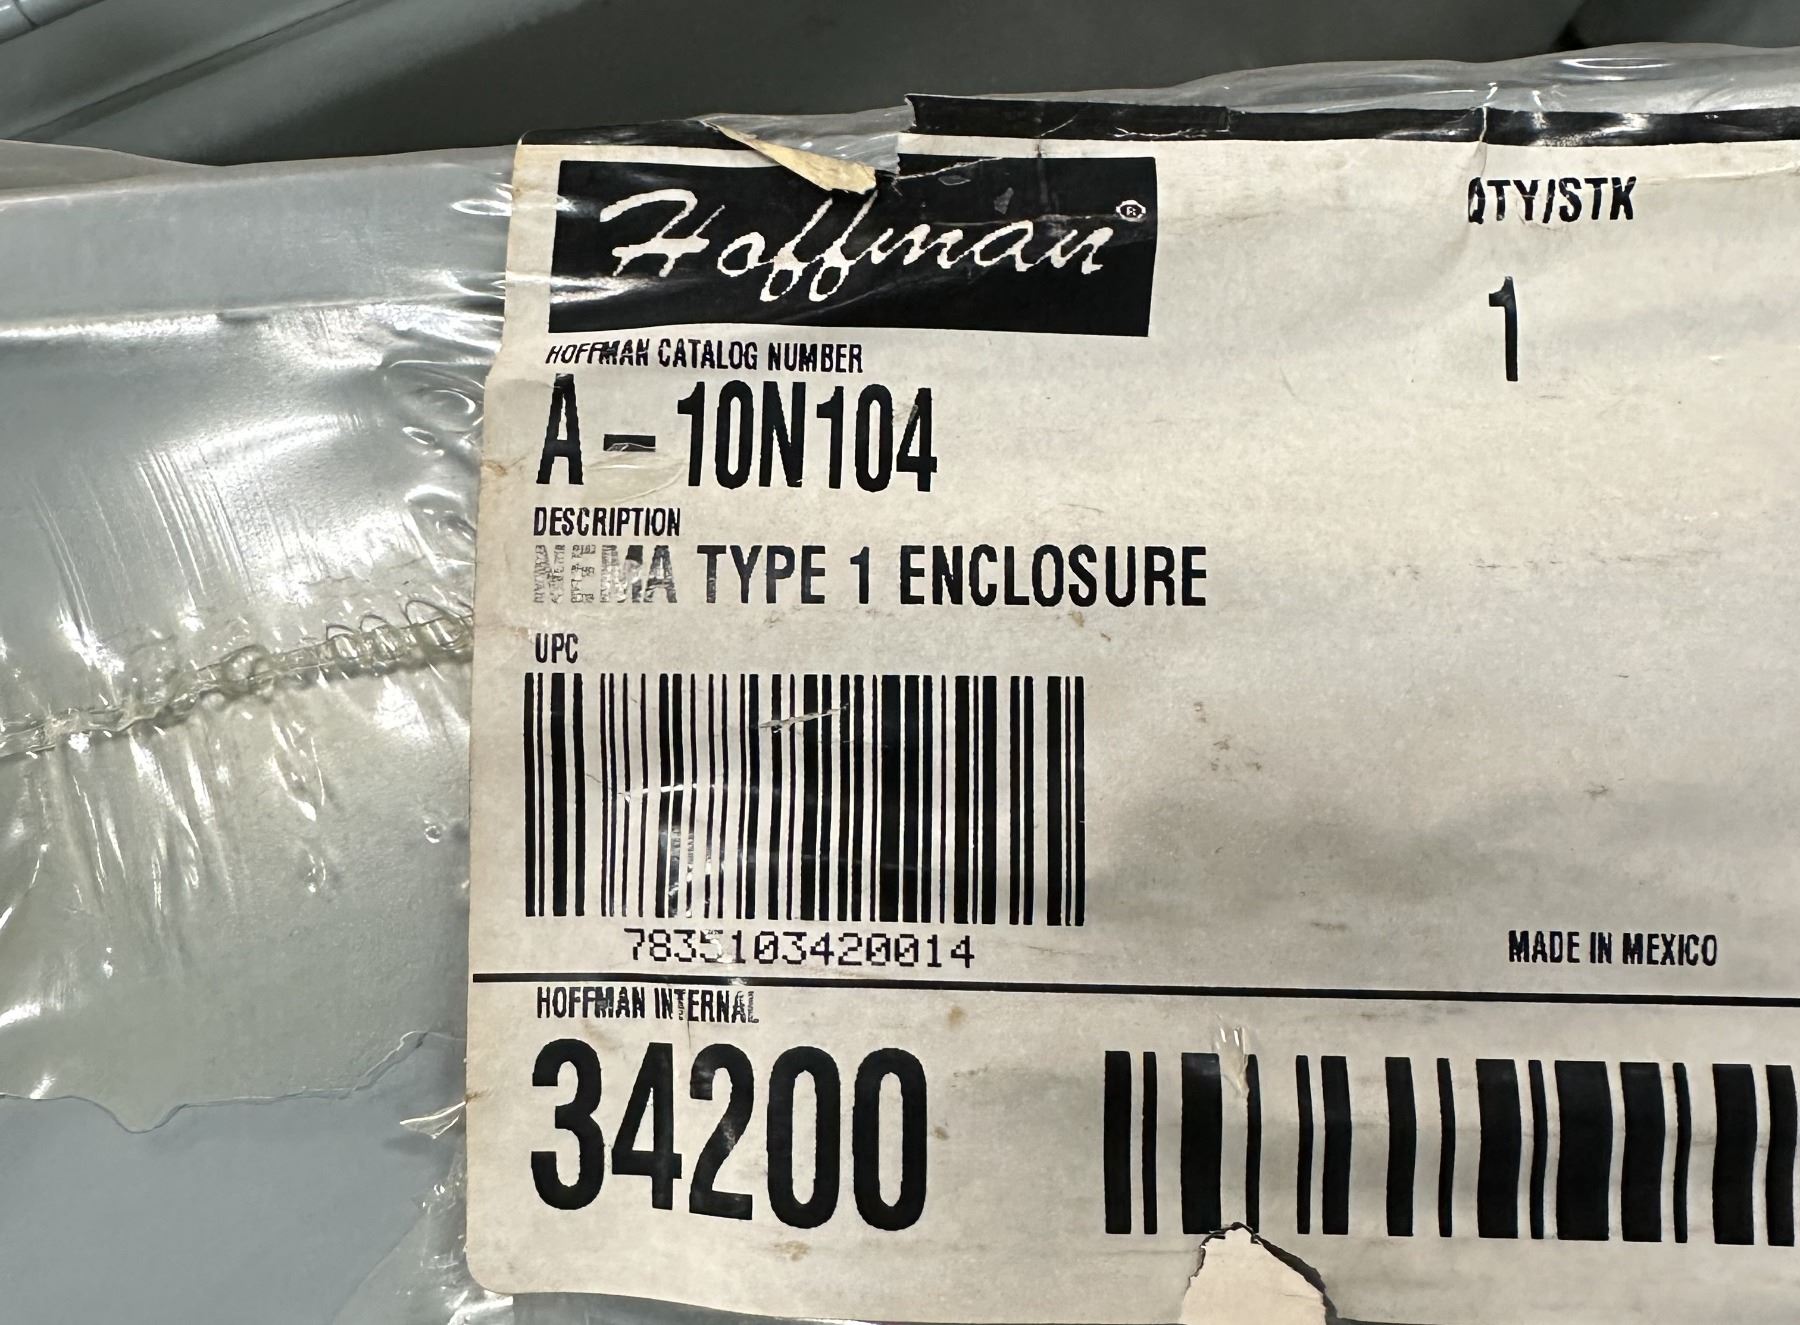 Hoffman®
QTY/STK
1
HOFFMAN CATALOG NUMBER
A-10N104
DESCRIPTION
NEMA TYPE 1 ENCLOSURE
UPC
7835103420014
MADE IN MEXICO
HOFFMAN INTERNAL
34200